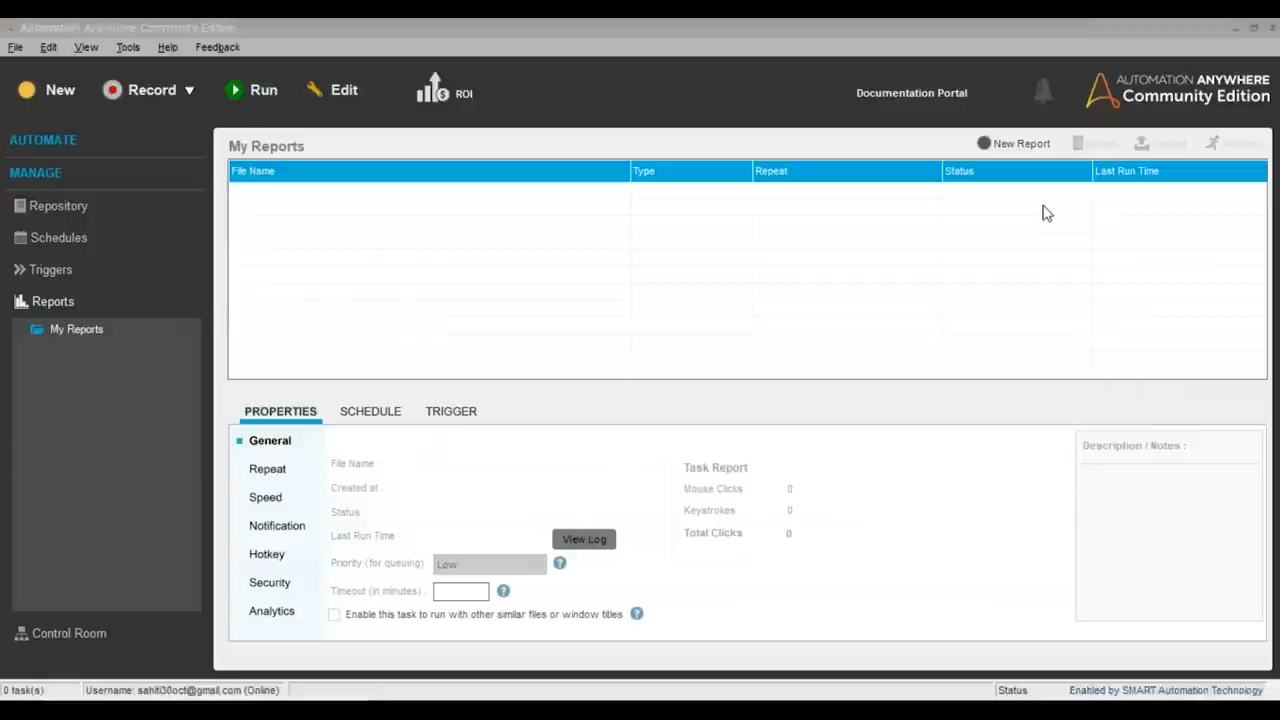 Automation Anywhere Community Edition
File Edit View Tools Help Feedback
New Record Run Edit ROI Documentation Portal
AUTOMATION ANYWHERE
Community Edition
AUTOMATE
MANAGE
Repository
Schedules
Triggers
Reports
My Reports
Control Room
My Reports New Report
File Name Type Repeat Status Last Run Time
PROPERTIES SCHEDULE TRIGGER
General
Repeat
Speed
Notification
Hotkey
Security
Analytics
File Name
Created at
Status
Last Run Time View Log
Priority (for queuing) Low ?
Timeout (in minutes) : ?
Enable this task to run with other similar files or window titles ?
Task Report
Mouse Clicks 0
Keystrokes 0
Total Clicks 0
Description / Notes :
0 task(s) Username: sahiti30oct@gmail.com (Online) Status Enabled by SMART Automation Technology